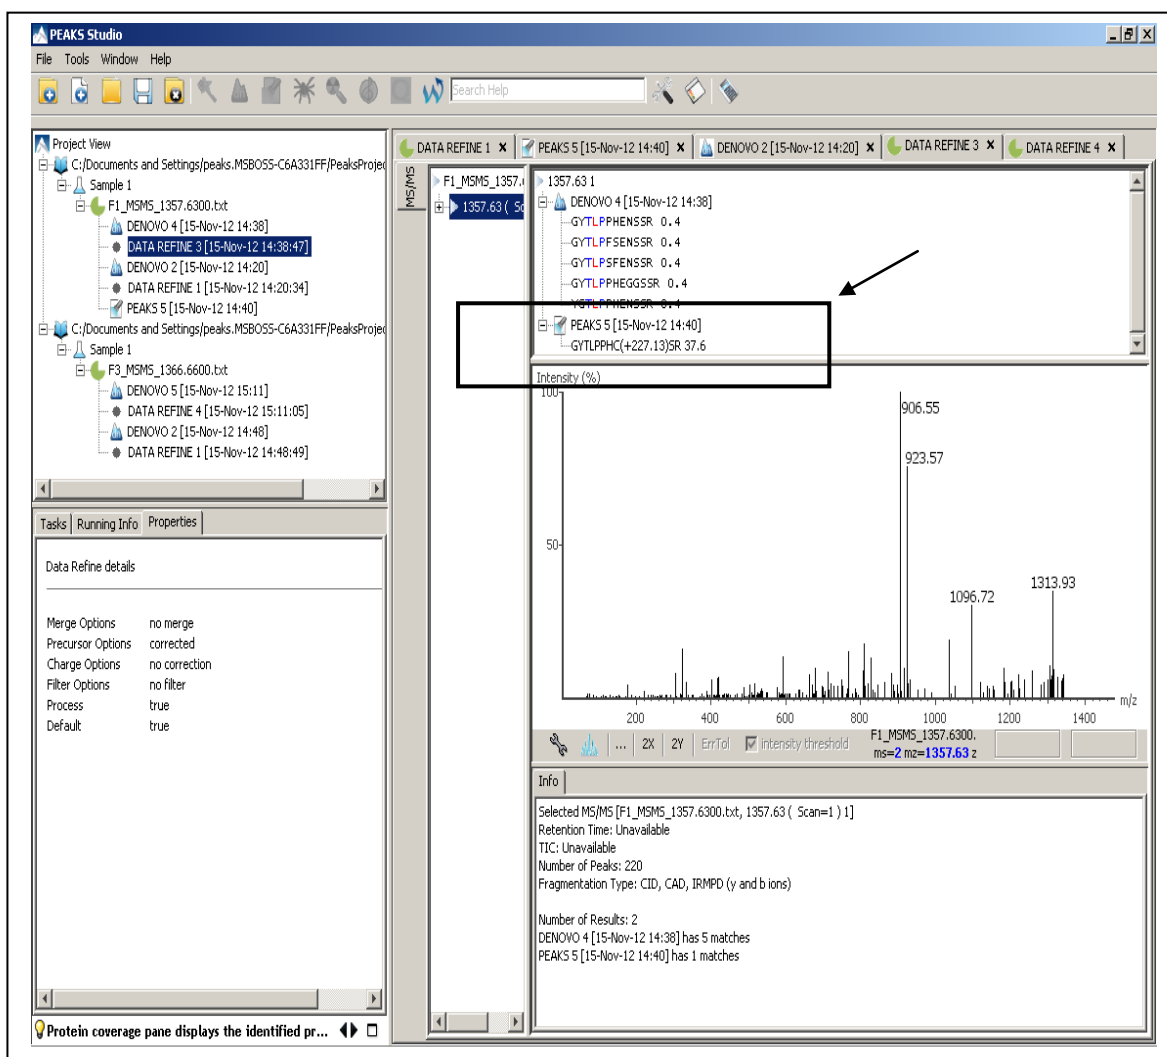 PEAKS Studio
File Tools Window Help
Search Help
Project View
C:/Documents and Settings/peaks.MSBOSS-C6A331FF/PeaksProjec
Sample 1
F1_MSMS_1357.6300.txt
DENOVO 4 [15-Nov-12 14:38]
DATA REFINE 3 [15-Nov-12 14:38:47]
DENOVO 2 [15-Nov-12 14:20]
DATA REFINE 1 [15-Nov-12 14:20:34]
PEAKS 5 [15-Nov-12 14:40]
C:/Documents and Settings/peaks.MSBOSS-C6A331FF/PeaksProjec
Sample 1
F3_MSMS_1366.6600.txt
DENOVO 5 [15-Nov-12 15:11]
DATA REFINE 4 [15-Nov-12 15:11:05]
DENOVO 2 [15-Nov-12 14:48]
DATA REFINE 1 [15-Nov-12 14:48:49]
Tasks Running Info Properties
Data Refine details
Merge Options no merge
Precursor Options corrected
Charge Options no correction
Filter Options no filter
Process true
Default true
Protein coverage pane displays the identified pr...
DATA REFINE 1 PEAKS 5 [15-Nov-12 14:40] DENOVO 2 [15-Nov-12 14:20] DATA REFINE 3 DATA REFINE 4
MS/MS
F1_MSMS_1357.6
1357.63 ( Sc
1357.63 1
DENOVO 4 [15-Nov-12 14:38]
GYTLPPHENSSR 0.4
GYTLPFSENSSR 0.4
GYTLPSFENSSR 0.4
GYTLPPHEGGSSR 0.4
YGTLPPHENSSR 0.4
PEAKS 5 [15-Nov-12 14:40]
GYTLPPHC(+227.13)SR 37.6
Intensity (%)
100
50
906.55
923.57
1096.72
1313.93
200 400 600 800 1000 1200 1400 m/z
... 2X 2Y ErrTol intensity threshold
F1_MSMS_1357.6300.
ms=2 mz=1357.63 z
Info
Selected MS/MS [F1_MSMS_1357.6300.txt, 1357.63 ( Scan=1 ) 1]
Retention Time: Unavailable
TIC: Unavailable
Number of Peaks: 220
Fragmentation Type: CID, CAD, IRMPD (y and b ions)
Number of Results: 2
DENOVO 4 [15-Nov-12 14:38] has 5 matches
PEAKS 5 [15-Nov-12 14:40] has 1 matches